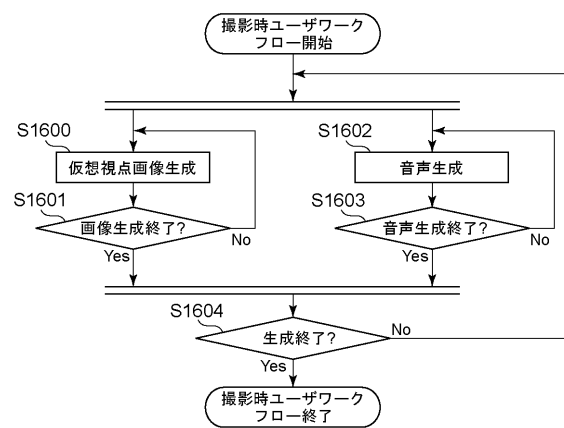 撮影時ユーザワーク
フロー開始
S1600
仮想視点画像生成
S1601
画像生成終了?
No
Yes
S1602
音声生成
S1603
音声生成終了?
No
Yes
S1604
生成終了?
No
Yes
撮影時ユーザワーク
フロー終了